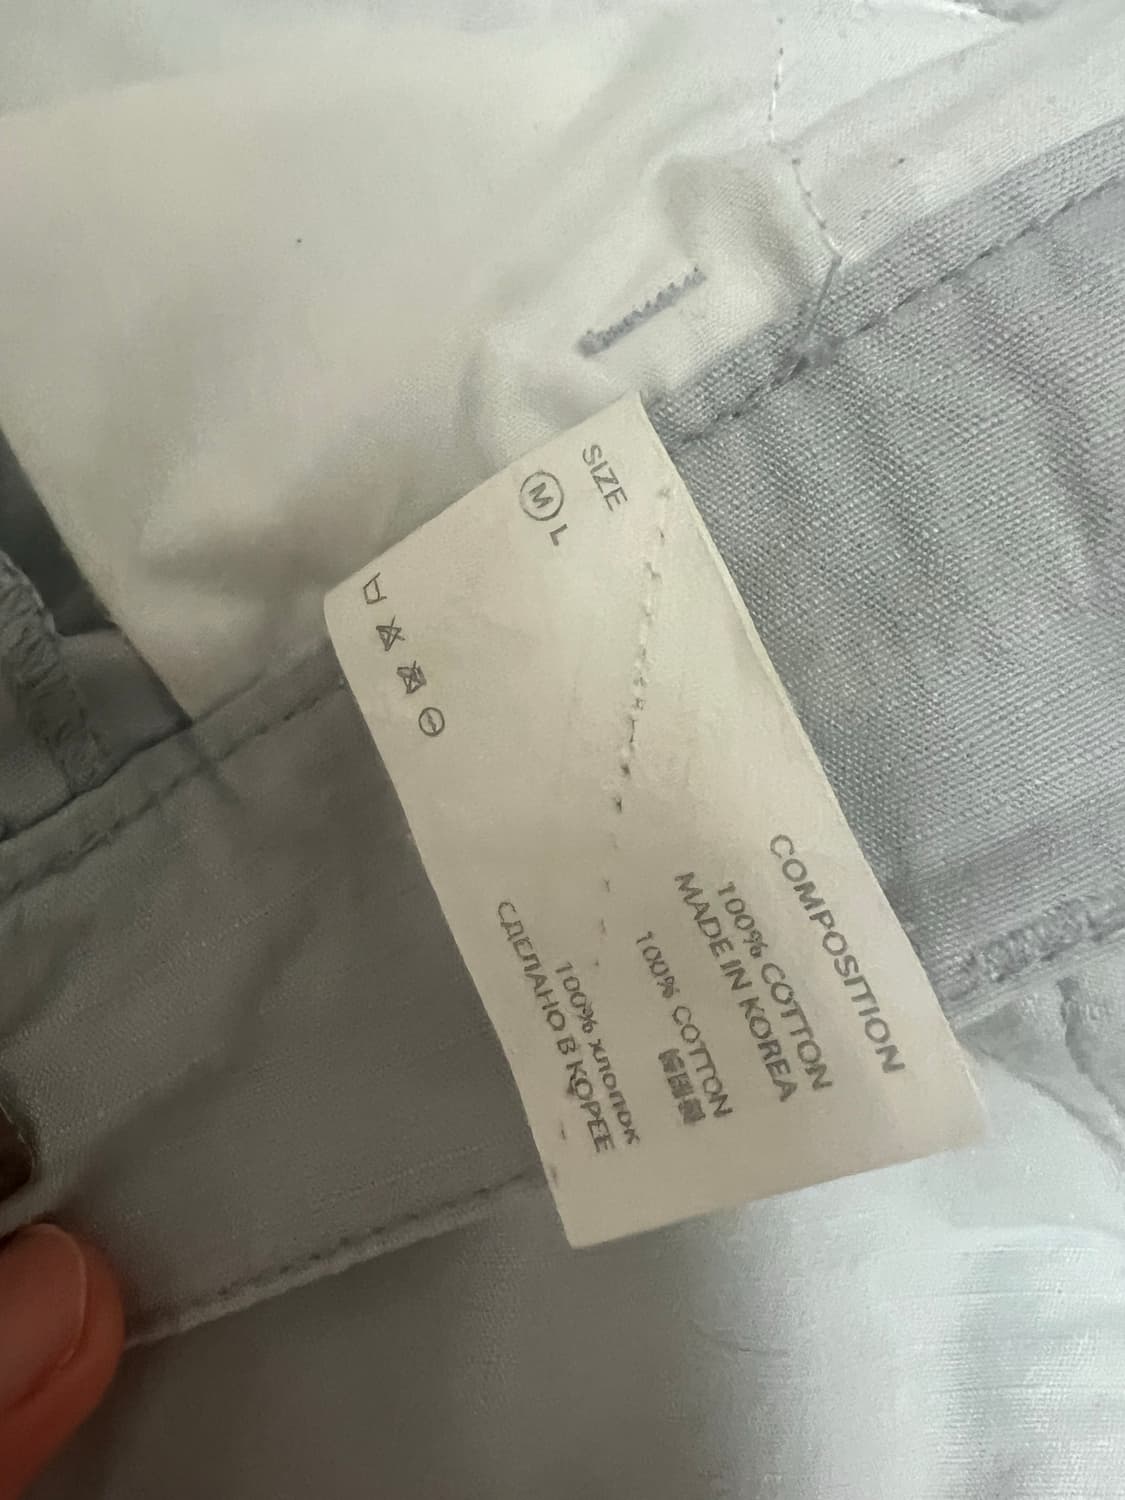 SIZE
M L
COMPOSITION
100% COTTON
MADE IN KOREA
100% COTTON
100% хлопок
СДЕЛАНО В КОРЕЕ